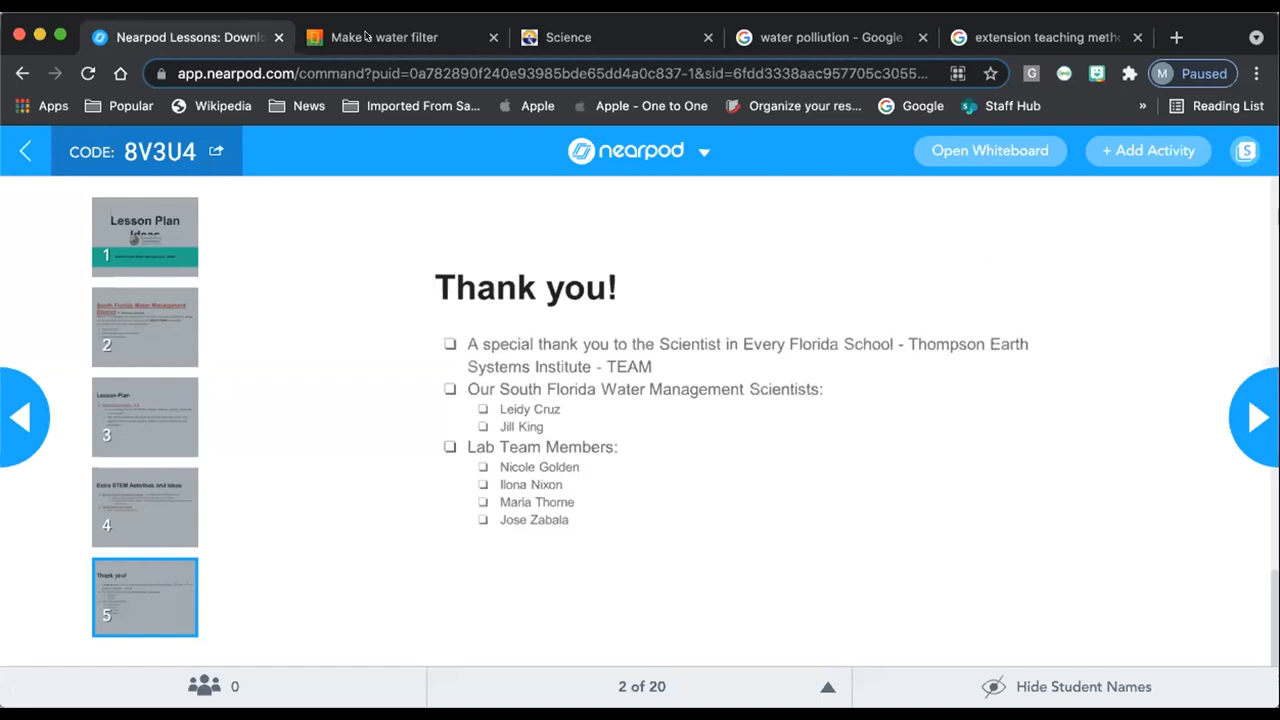 Nearpod Lessons: Downl
Make a water filter
Science
water polliution - Google
extension teaching meth
app.nearpod.com/command?puid=0a782890f240e93985bde65dd4a0c837-1&sid=6fdd3338aac957705c3055...
M Paused
Apps
Popular
Wikipedia
News
Imported From Sa...
Apple
Apple - One to One
Organize your res...
Google
Staff Hub
»
Reading List
CODE: 8V3U4
nearpod
Open Whiteboard
+ Add Activity
Lesson Plan
Ideas
1
South Florida Water Management
2
Lesson Plan
3
Extra STEM Activities and Ideas
4
Thank you!
5
Thank you!
A special thank you to the Scientist in Every Florida School - Thompson Earth
Systems Institute - TEAM
Our South Florida Water Management Scientists:
Leidy Cruz
Jill King
Lab Team Members:
Nicole Golden
Ilona Nixon
Maria Thorne
Jose Zabala
0
2 of 20
Hide Student Names